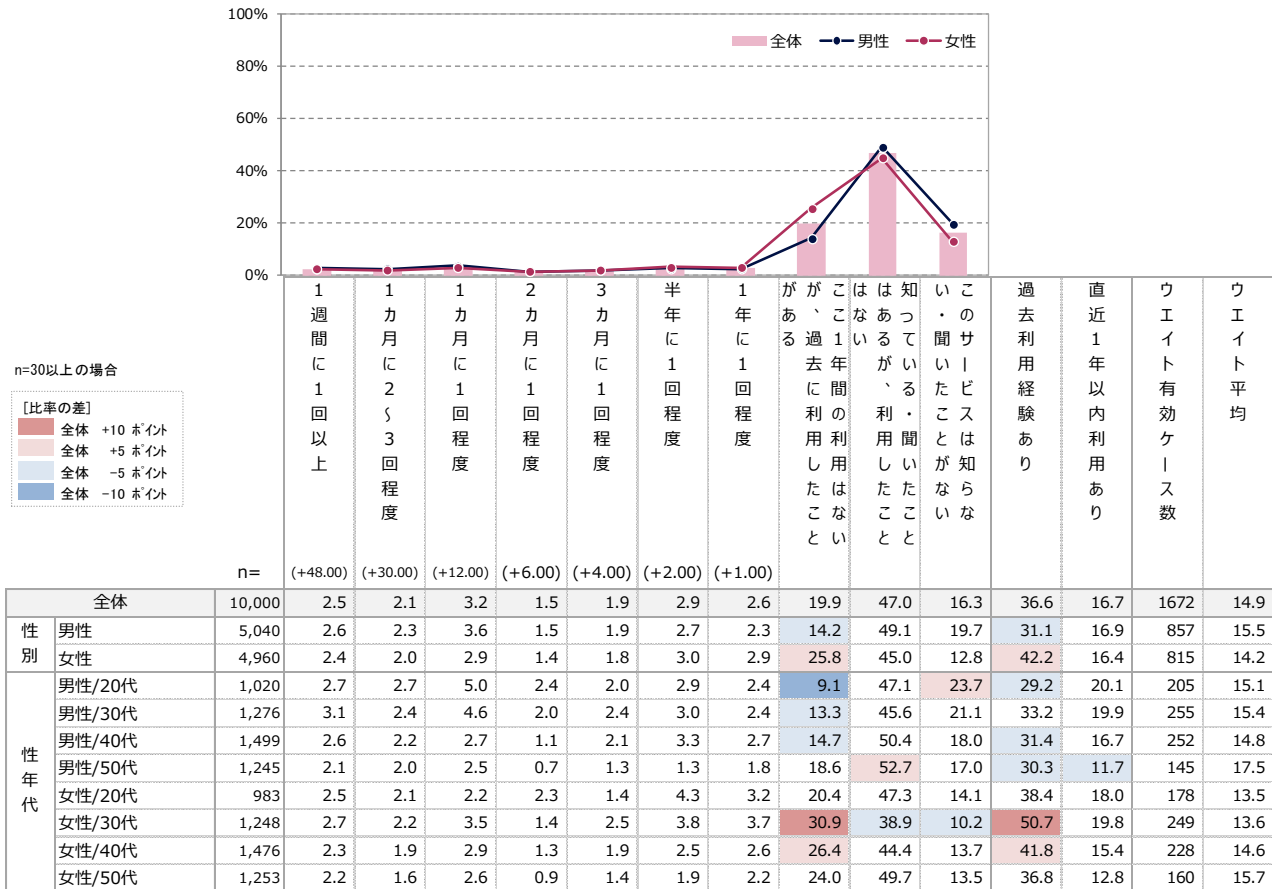 100%
80%
60%
40%
20%
0%
全体 男性 女性
n=30以上の場合
[比率の差]
全体 +10 ポイント
全体 +5 ポイント
全体 -5 ポイント
全体 -10 ポイント
1週間に1回以上
1カ月に2～3回程度
1カ月に1回程度
2カ月に1回程度
3カ月に1回程度
半年に1回程度
1年に1回程度
ここ1年間の利用はない
が、過去に利用したこと
がある
知っている・聞いたこと
はあるが、利用したこと
はない
このサービスは知らな
い・聞いたことがない
過去利用経験あり
直近1年以内利用あり
ウエイト有効ケース数
ウエイト平均
n= (+48.00) (+30.00) (+12.00) (+6.00) (+4.00) (+2.00) (+1.00)
全体 10,000 2.5 2.1 3.2 1.5 1.9 2.9 2.6 19.9 47.0 16.3 36.6 16.7 1672 14.9
性別
男性 5,040 2.6 2.3 3.6 1.5 1.9 2.7 2.3 14.2 49.1 19.7 31.1 16.9 857 15.5
女性 4,960 2.4 2.0 2.9 1.4 1.8 3.0 2.9 25.8 45.0 12.8 42.2 16.4 815 14.2
性年代
男性/20代 1,020 2.7 2.7 5.0 2.4 2.0 2.9 2.4 9.1 47.1 23.7 29.2 20.1 205 15.1
男性/30代 1,276 3.1 2.4 4.6 2.0 2.4 3.0 2.4 13.3 45.6 21.1 33.2 19.9 255 15.4
男性/40代 1,499 2.6 2.2 2.7 1.1 2.1 3.3 2.7 14.7 50.4 18.0 31.4 16.7 252 14.8
男性/50代 1,245 2.1 2.0 2.5 0.7 1.3 1.3 1.8 18.6 52.7 17.0 30.3 11.7 145 17.5
女性/20代 983 2.5 2.1 2.2 2.3 1.4 4.3 3.2 20.4 47.3 14.1 38.4 18.0 178 13.5
女性/30代 1,248 2.7 2.2 3.5 1.4 2.5 3.8 3.7 30.9 38.9 10.2 50.7 19.8 249 13.6
女性/40代 1,476 2.3 1.9 2.9 1.3 1.9 2.5 2.6 26.4 44.4 13.7 41.8 15.4 228 14.6
女性/50代 1,253 2.2 1.6 2.6 0.9 1.4 1.9 2.2 24.0 49.7 13.5 36.8 12.8 160 15.7